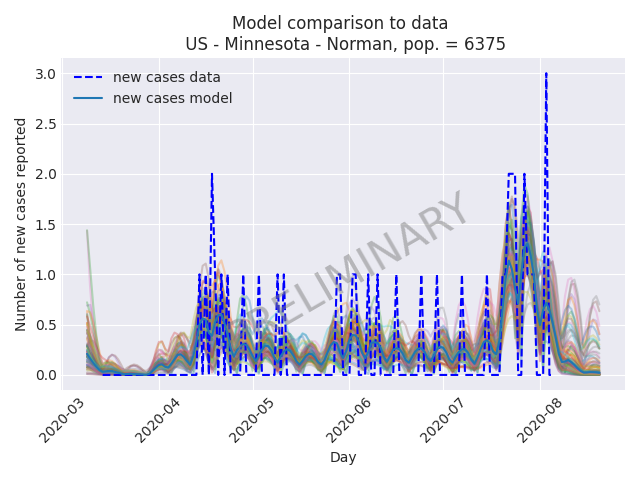 Model comparison to data
US - Minnesota - Norman, pop. = 6375
new cases data
new cases model
PRELIMINARY
Number of new cases reported
3.0
2.5
2.0
1.5
1.0
0.5
0.0
2020-03
2020-04
2020-05
2020-06
2020-07
2020-08
Day